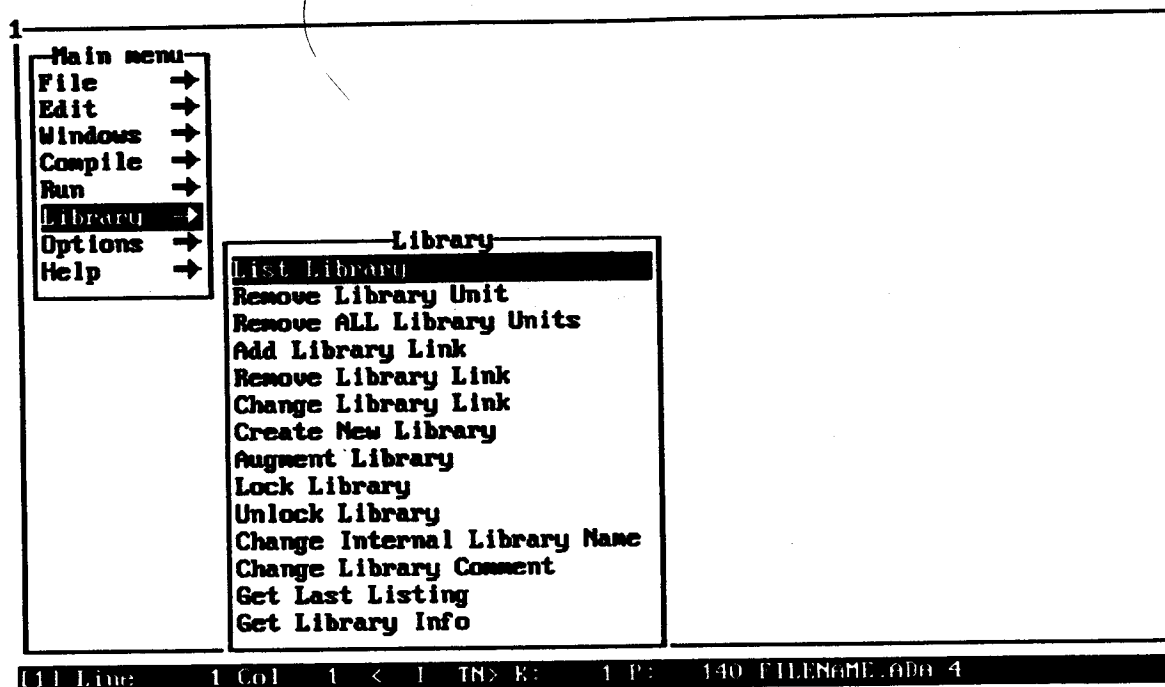 1
Main menu
File →
Edit →
Windows →
Compile →
Run →
Library →
Options →
Help →
Library
List Library
Remove Library Unit
Remove ALL Library Units
Add Library Link
Remove Library Link
Change Library Link
Create New Library
Augment Library
Lock Library
Unlock Library
Change Internal Library Name
Change Library Comment
Get Last Listing
Get Library Info
[1] Line 1 Col 1 < I TN> K: 1 P: 140 FILENAME.ADA 4